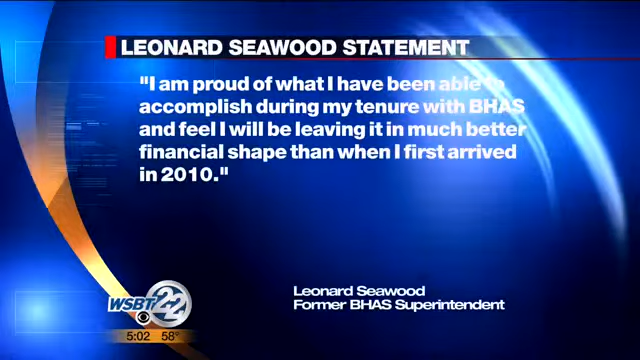 LEONARD SEAWOOD STATEMENT
"I am proud of what I have been able to
accomplish during my tenure with BHAS
and feel I will be leaving it in much better
financial shape than when I first arrived
in 2010."
Leonard Seawood
Former BHAS Superintendent
WSBT 22
5:02 58°